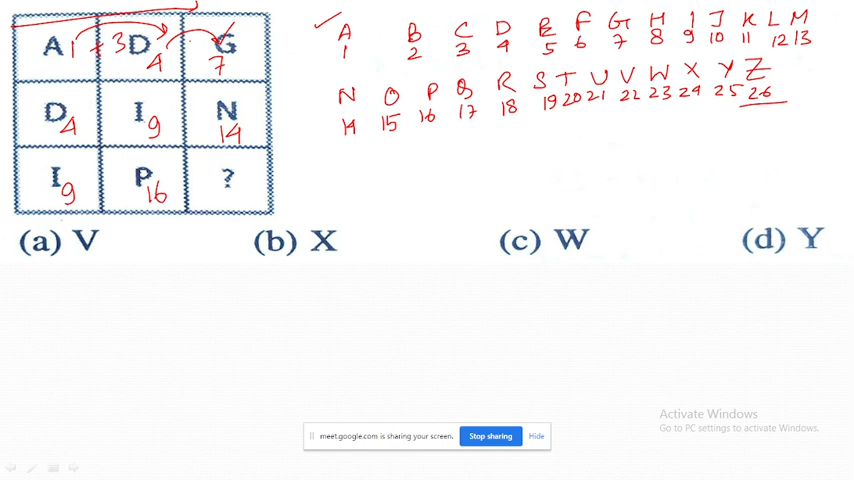 A 1 + 3 D 4 G 7
D 4 I 9 N 14
I 9 P 16 ?
A B C D E F G H I J K L M
1 2 3 4 5 6 7 8 9 10 11 12 13
N O P Q R S T U V W X Y Z
14 15 16 17 18 19 20 21 22 23 24 25 26
(a) V (b) X (c) W (d) Y
Activate Windows
Go to PC settings to activate Windows.
meet.google.com is sharing your screen. Stop sharing Hide